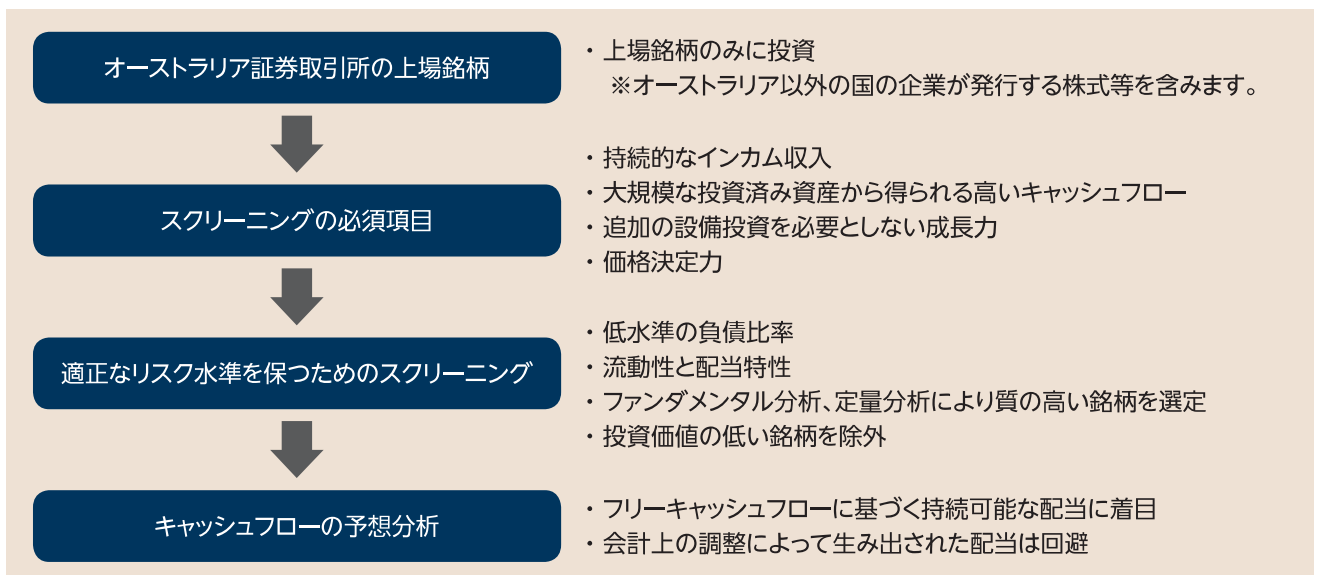 オーストラリア証券取引所の上場銘柄
・上場銘柄のみに投資
※オーストラリア以外の国の企業が発行する株式等を含みます。
スクリーニングの必須項目
・持続的なインカム収入
・大規模な投資済み資産から得られる高いキャッシュフロー
・追加の設備投資を必要としない成長力
・価格決定力
適正なリスク水準を保つためのスクリーニング
・低水準の負債比率
・流動性と配当特性
・ファンダメンタル分析、定量分析により質の高い銘柄を選定
・投資価値の低い銘柄を除外
キャッシュフローの予想分析
・フリーキャッシュフローに基づく持続可能な配当に着目
・会計上の調整によって生み出された配当は回避